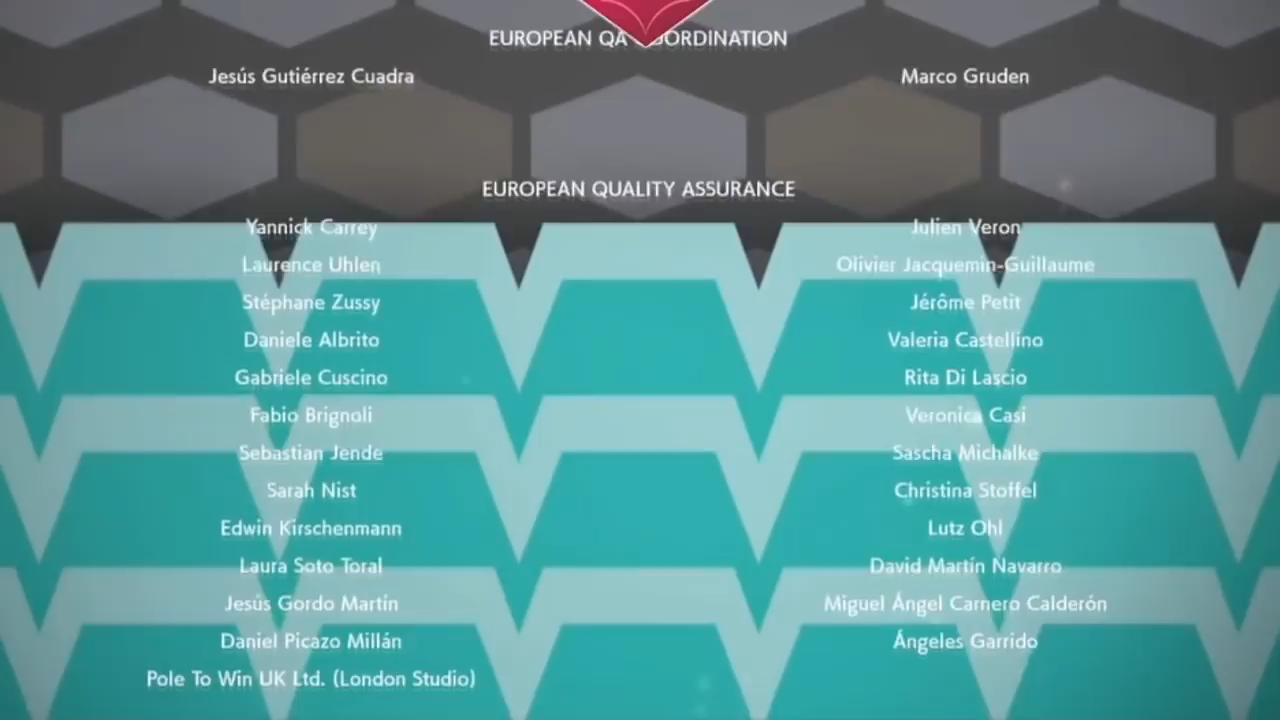 EUROPEAN QA COORDINATION
Jesús Gutiérrez Cuadra Marco Gruden
EUROPEAN QUALITY ASSURANCE
Yannick Carrey Julien Veron
Laurence Uhlen Olivier Jacquemin-Guillaume
Stéphane Zussy Jérôme Petit
Daniele Albrito Valeria Castellino
Gabriele Cuscino Rita Di Lascio
Fabio Brignoli Veronica Casi
Sebastian Jende Sascha Michalke
Sarah Nist Christina Stoffel
Edwin Kirschenmann Lutz Ohl
Laura Soto Toral David Martín Navarro
Jesús Gordo Martín Miguel Ángel Carnero Calderón
Daniel Picazo Millán Ángeles Garrido
Pole To Win UK Ltd. (London Studio)